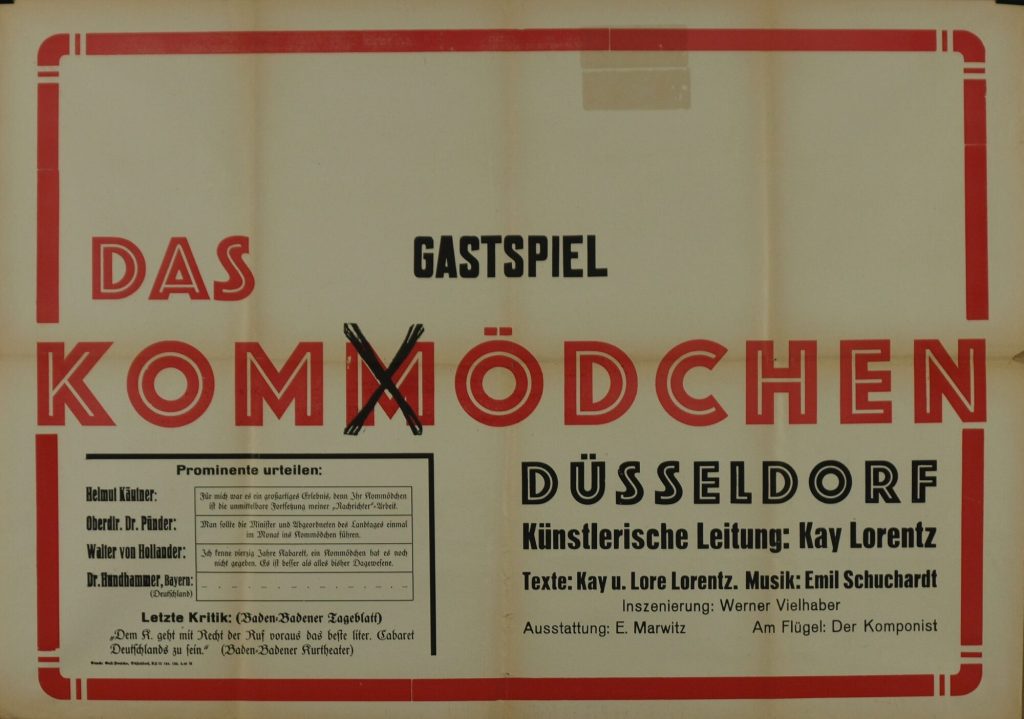 GASTSPIEL
DAS
KOMMÖDCHEN
DÜSSELDORF
Künstlerische Leitung: Kay Lorentz
Texte: Kay u. Lore Lorentz. Musik: Emil Schuchardt
Inszenierung: Werner Vielhaber
Ausstattung: E. Marwitz Am Flügel: Der Komponist
Prominente urteilen:
Helmut Käutner:
Für mich war es ein großartiges Erlebnis, denn Ihr Kommödchen
ist die unmittelbare Fortsetzung meiner „Nachrichter"-Arbeit.
Oberdir. Dr. Pünder:
Man sollte die Minister und Abgeordneten des Landtages einmal
im Monat ins Kommödchen führen.
Walter von Hollander:
Ich kenne vierzig Jahre Kabarett, ein Kommödchen hat es noch
nicht gegeben. Es ist besser als alles bisher Dagewesene.
Dr. Hundhammer, Bayern:
(Deutschland)
. _ . _ . _ . _ . _ . _ . _ . _ .
Letzte Kritik: (Baden-Badener Tageblatt)
„Dem K. geht mit Recht der Ruf voraus das beste liter. Cabaret
Deutschlands zu sein." (Baden-Badener Kurtheater)